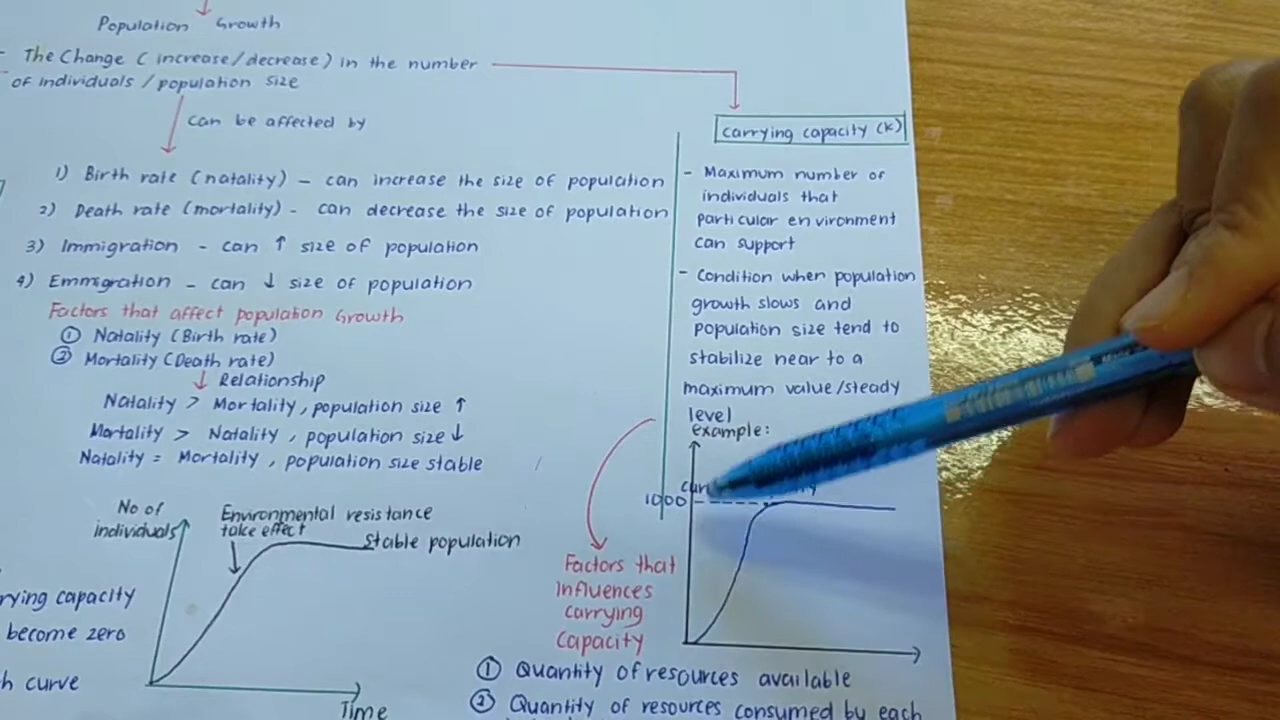 Population Growth
- The Change (increase/decrease) in the number
of individuals / population size
can be affected by
1) Birth rate (natality) - can increase the size of population
2) Death rate (mortality) - can decrease the size of population
3) Immigration - can ↑ size of population
4) Emmigration - can ↓ size of population
Factors that affect population Growth
① Natality (Birth rate)
② Mortality (Death rate)
↓ Relationship
Natality > Mortality, population size ↑
Mortality > Natality, population size ↓
Natality = Mortality, population size stable
No of
individuals
Environmental resistance
take effect
Stable population
Time
capacity
become zero
curve
carrying capacity (K)
- Maximum number of
individuals that
particular environment
can support
- Condition when population
growth slows and
population size tend to
stabilize near to a
maximum value/steady
level
example:
1000
Factors that
influences
carrying
capacity
① Quantity of resources available
② Quantity of resources consumed by each